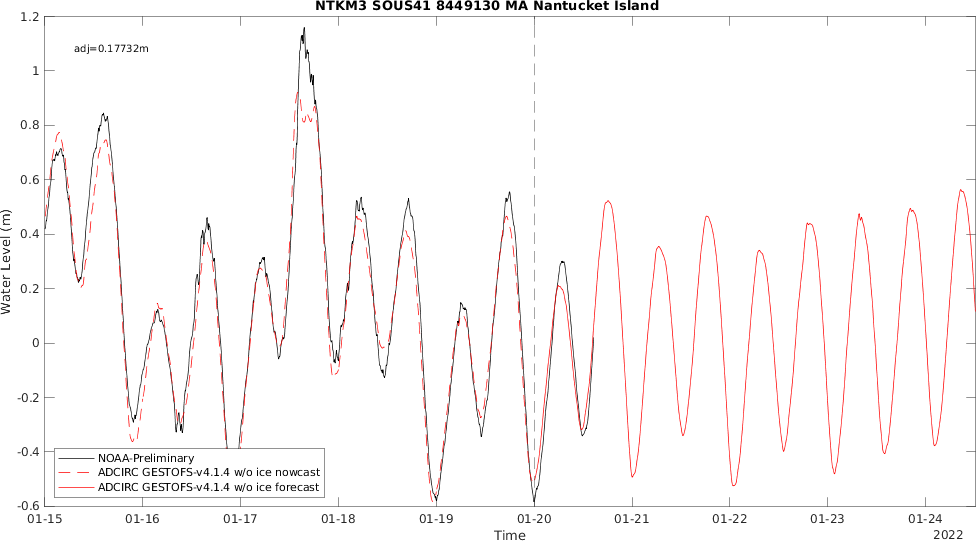 NTKM3 SOUS41 8449130 MA Nantucket Island
adj=0.17732m
1.2
1
0.8
0.6
0.4
0.2
0
-0.2
-0.4
-0.6
Water Level (m)
NOAA-Preliminary
ADCIRC GESTOFS-v4.1.4 w/o ice nowcast
ADCIRC GESTOFS-v4.1.4 w/o ice forecast
01-15 01-16 01-17 01-18 01-19 01-20 01-21 01-22 01-23 01-24
Time
2022